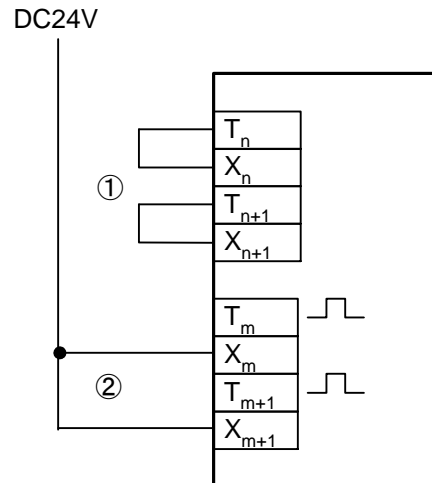 DC24V
Tn
Xn
①
Tn+1
Xn+1
Tm
Xm
②
Tm+1
Xm+1